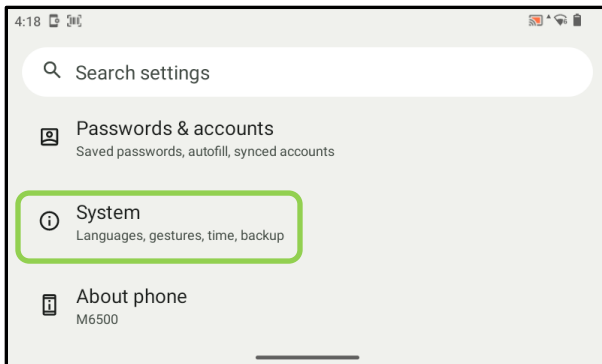 4:18
Search settings
Passwords & accounts
Saved passwords, autofill, synced accounts
System
Languages, gestures, time, backup
About phone
M6500